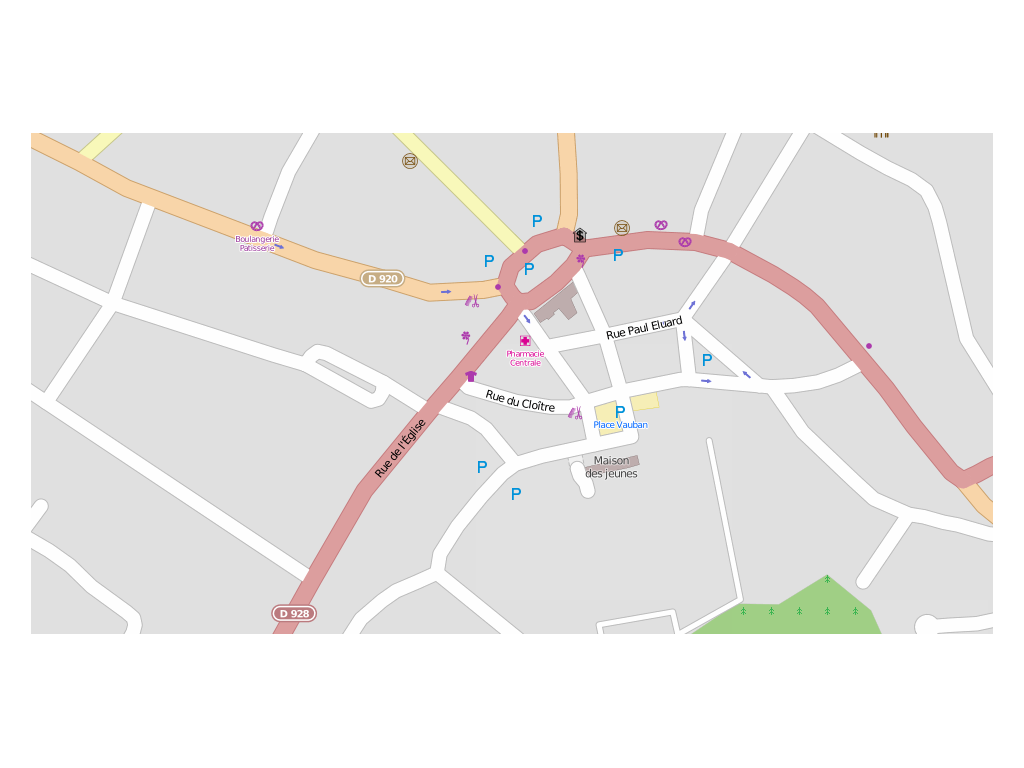 P
Boulangerie
Patisserie
$
P
P
P
D 920
Rue Paul Eluard
Pharmacie
Centrale
P
Rue du Cloître
P
Place Vauban
Rue de l'Église
P
Maison
des jeunes
P
D 928